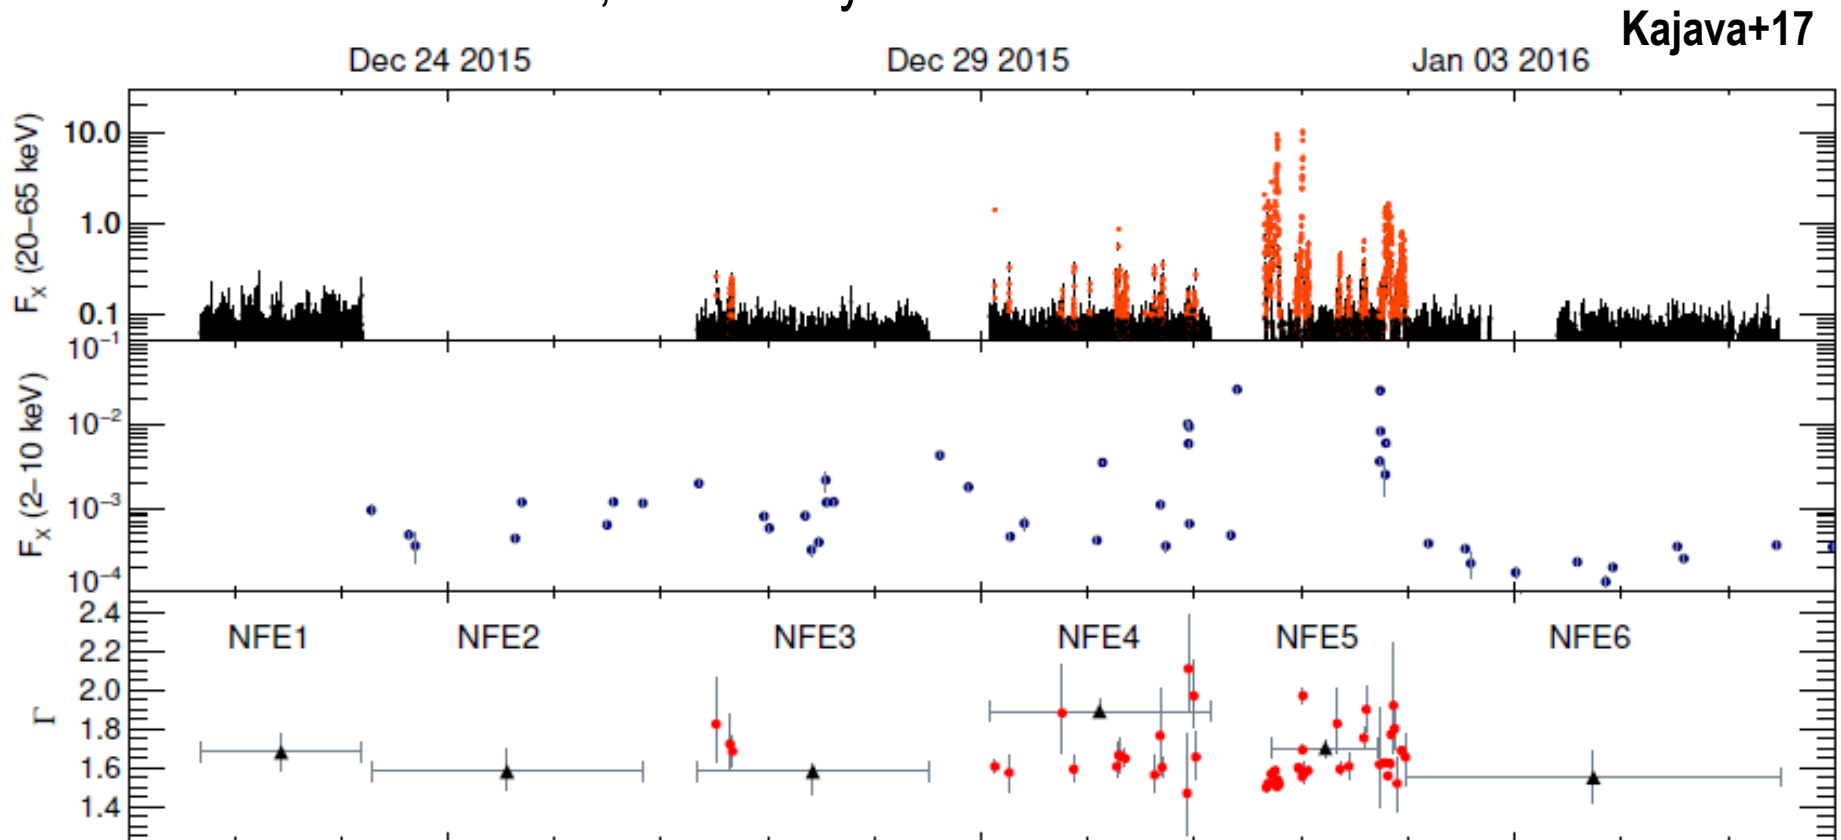 Kajava+17
Dec 24 2015 Dec 29 2015 Jan 03 2016
F_X (20–65 keV)
10.0
1.0
0.1
F_X (2–10 keV)
10⁻¹
10⁻²
10⁻³
10⁻⁴
Γ
2.4
2.2
2.0
1.8
1.6
1.4
NFE1 NFE2 NFE3 NFE4 NFE5 NFE6